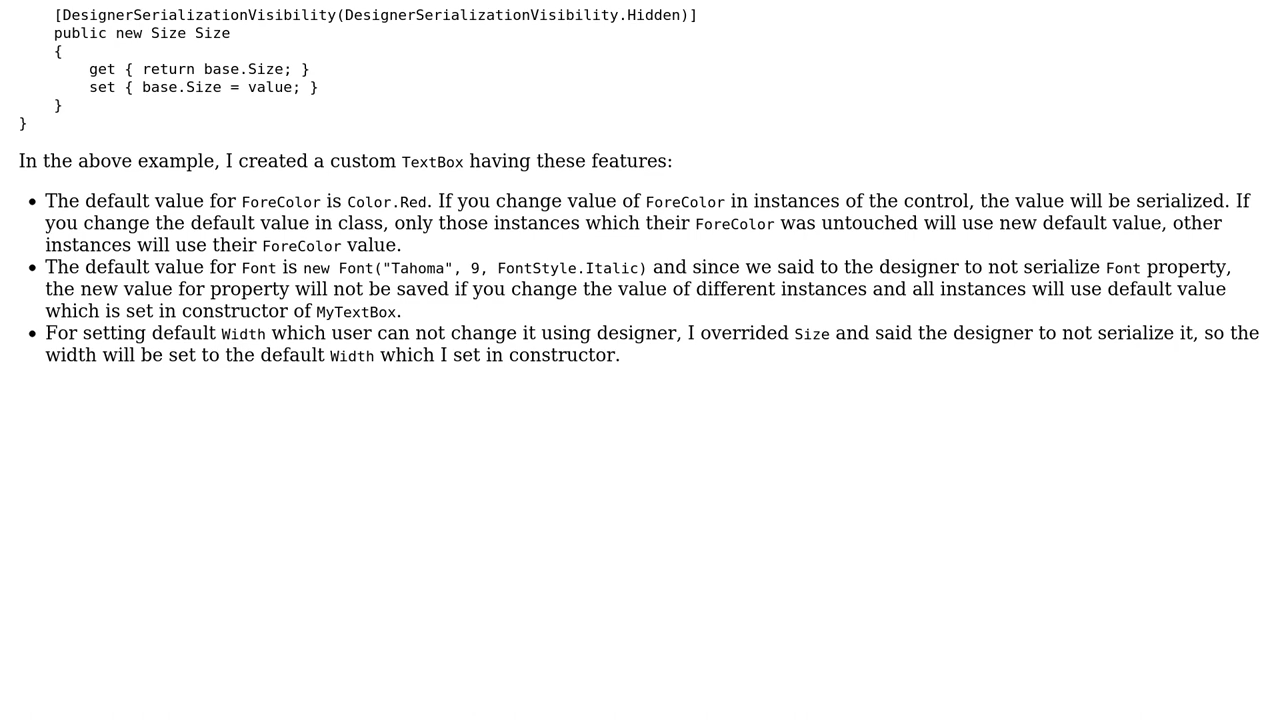 [DesignerSerializationVisibility(DesignerSerializationVisibility.Hidden)]
    public new Size Size
    {
        get { return base.Size; }
        set { base.Size = value; }
    }
}
In the above example, I created a custom TextBox having these features:
• The default value for ForeColor is Color.Red. If you change value of ForeColor in instances of the control, the value will be serialized. If
you change the default value in class, only those instances which their ForeColor was untouched will use new default value, other
instances will use their ForeColor value.
• The default value for Font is new Font("Tahoma", 9, FontStyle.Italic) and since we said to the designer to not serialize Font property,
the new value for property will not be saved if you change the value of different instances and all instances will use default value
which is set in constructor of MyTextBox.
• For setting default Width which user can not change it using designer, I overrided Size and said the designer to not serialize it, so the
width will be set to the default Width which I set in constructor.